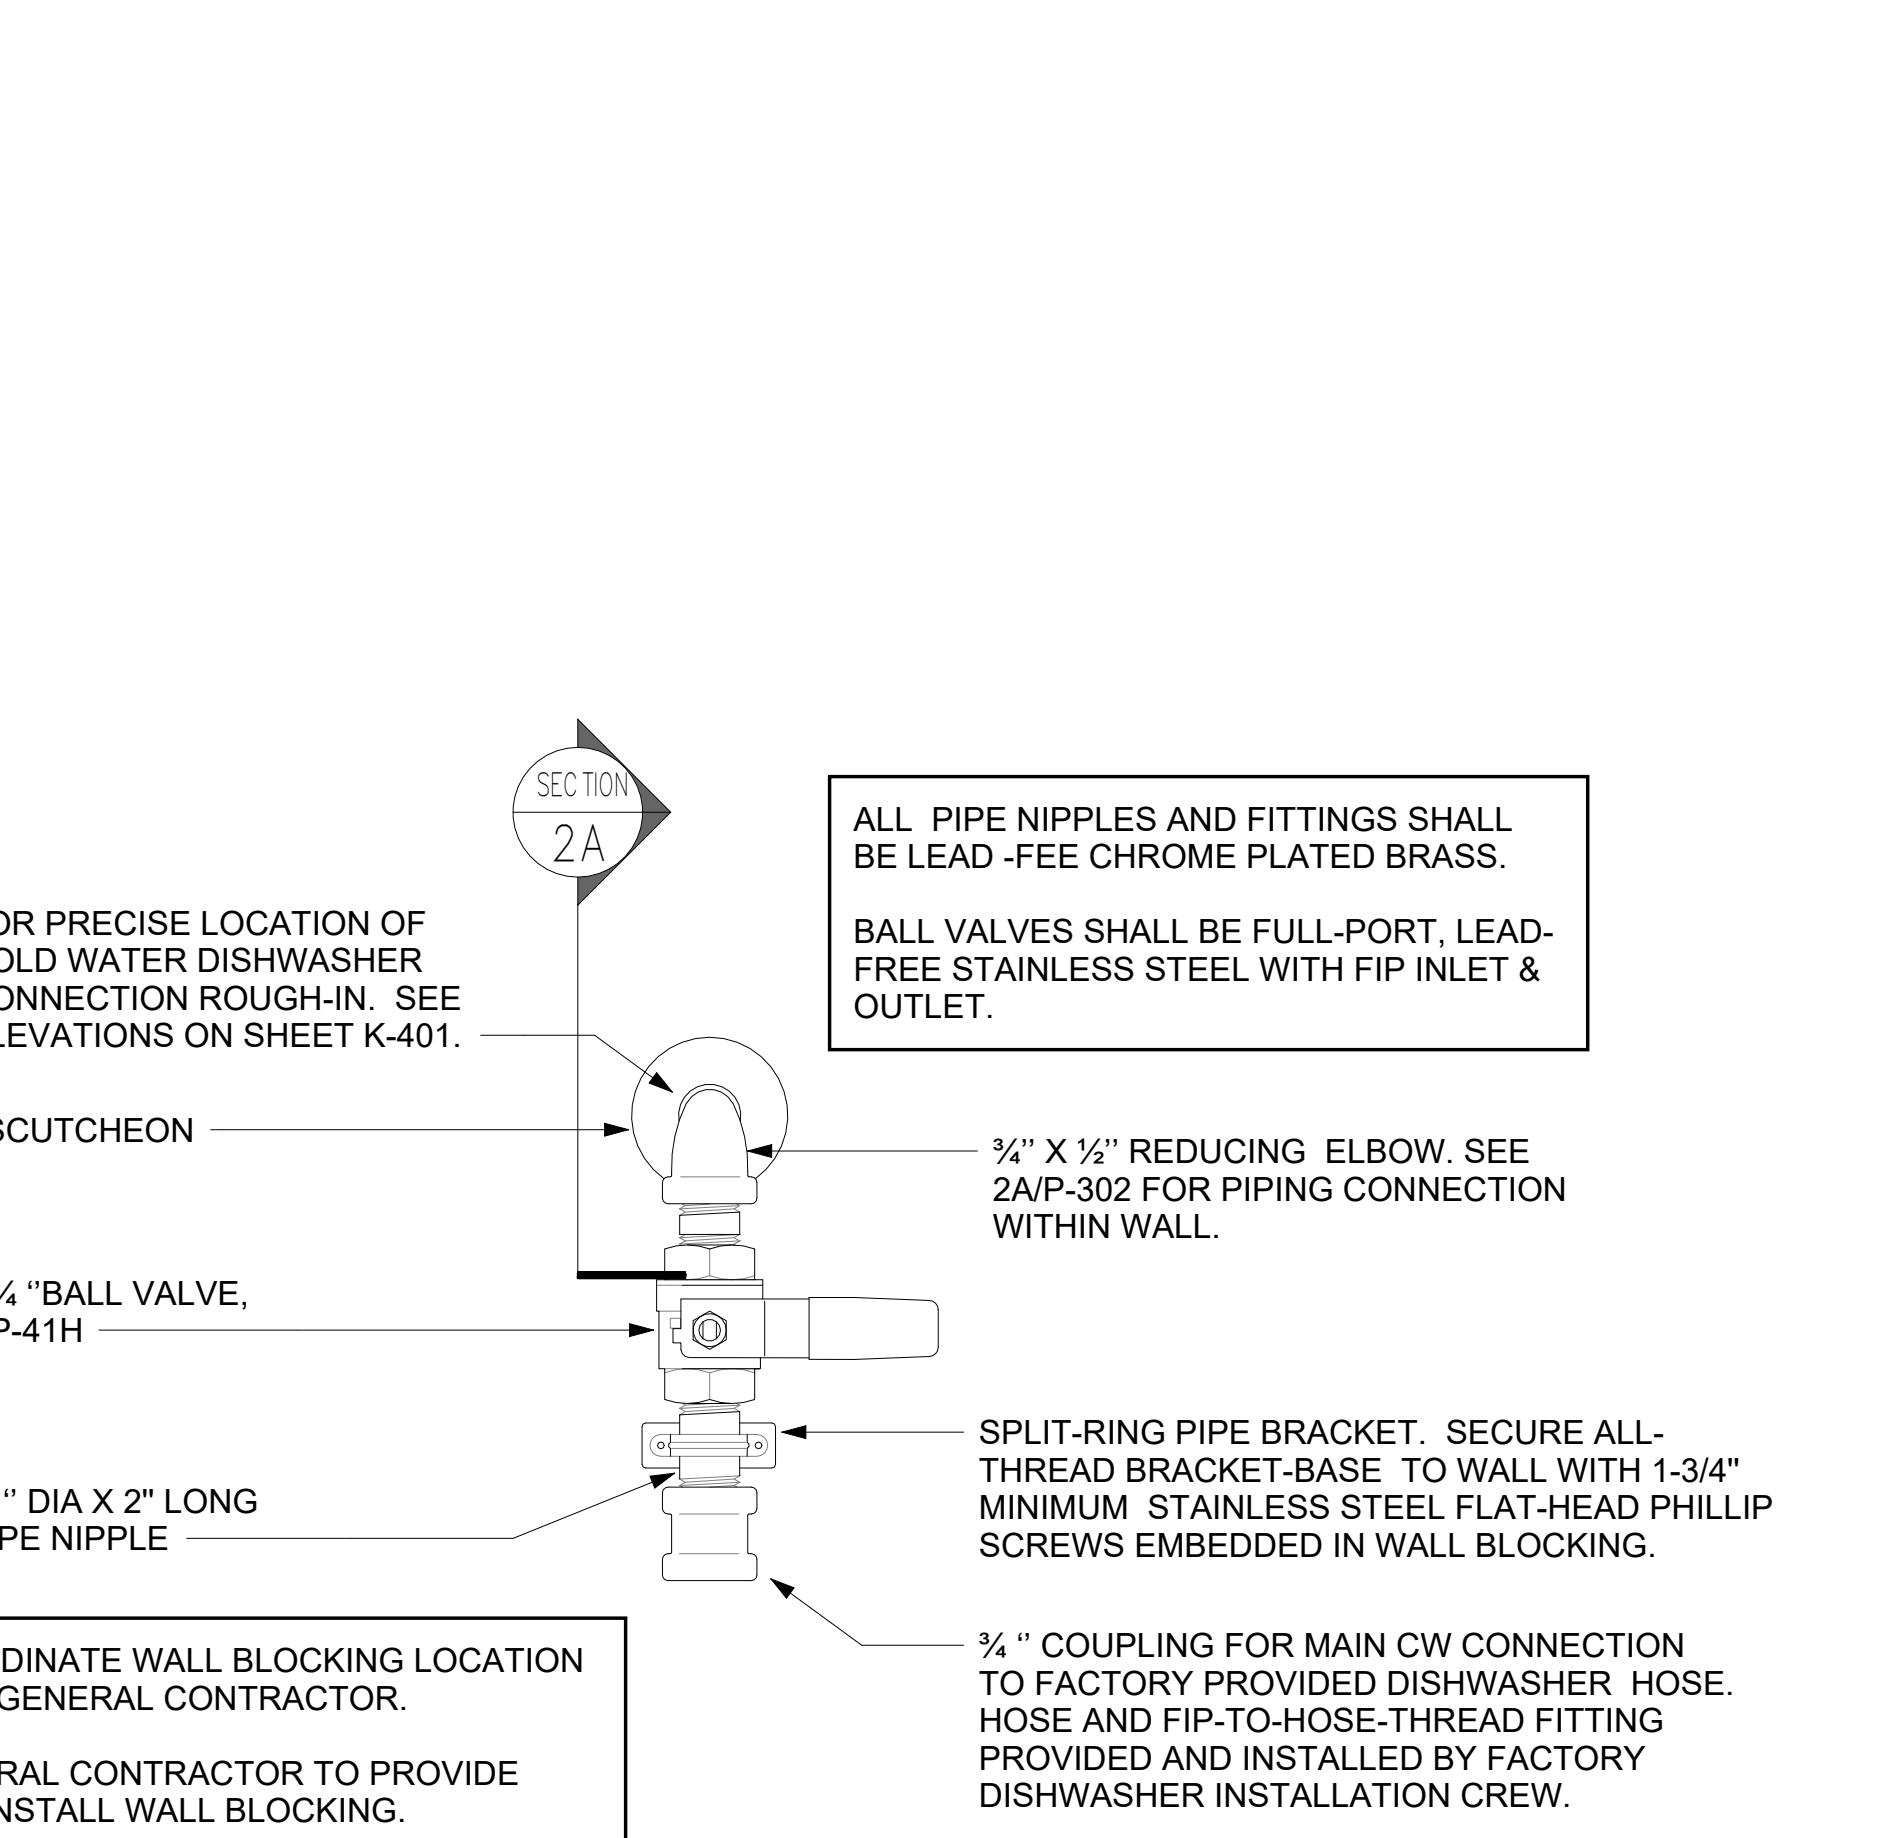 SECTION
2A
ALL PIPE NIPPLES AND FITTINGS SHALL
BE LEAD -FEE CHROME PLATED BRASS.
BALL VALVES SHALL BE FULL-PORT, LEAD-
FREE STAINLESS STEEL WITH FIP INLET &
OUTLET.
OR PRECISE LOCATION OF
OLD WATER DISHWASHER
ONNECTION ROUGH-IN. SEE
LEVATIONS ON SHEET K-401.
SCUTCHEON
¾’’ X ½’’ REDUCING ELBOW. SEE
2A/P-302 FOR PIPING CONNECTION
WITHIN WALL.
¾ ‘’BALL VALVE,
P-41H
SPLIT-RING PIPE BRACKET. SECURE ALL-
THREAD BRACKET-BASE TO WALL WITH 1-3/4"
MINIMUM STAINLESS STEEL FLAT-HEAD PHILLIP
SCREWS EMBEDDED IN WALL BLOCKING.
‘’ DIA X 2" LONG
PE NIPPLE
¾ ‘’ COUPLING FOR MAIN CW CONNECTION
TO FACTORY PROVIDED DISHWASHER HOSE.
HOSE AND FIP-TO-HOSE-THREAD FITTING
PROVIDED AND INSTALLED BY FACTORY
DISHWASHER INSTALLATION CREW.
DINATE WALL BLOCKING LOCATION
GENERAL CONTRACTOR.
RAL CONTRACTOR TO PROVIDE
NSTALL WALL BLOCKING.